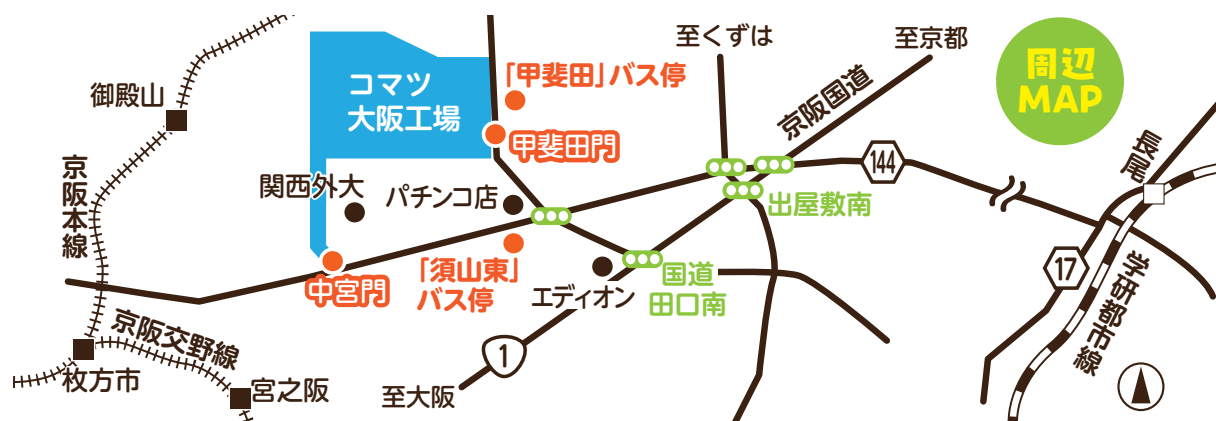 周辺
MAP
至くずは
至京都
御殿山
コマツ
大阪工場
「甲斐田」バス停
甲斐田門
京阪国道
144
長尾
京阪本線
関西外大
パチンコ店
出屋敷南
中宮門
「須山東」
バス停
エディオン
国道
田口南
17
学研都市線
京阪交野線
1
枚方市
宮之阪
至大阪